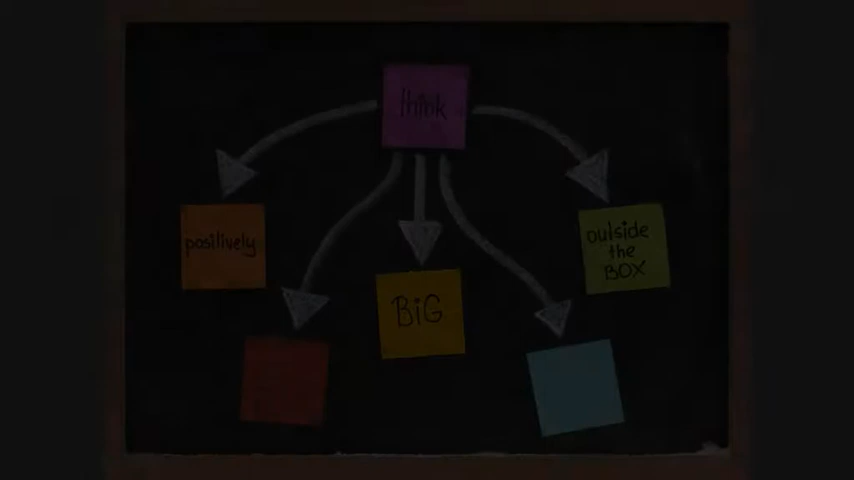 think
positively
outside
the
BOX
BiG